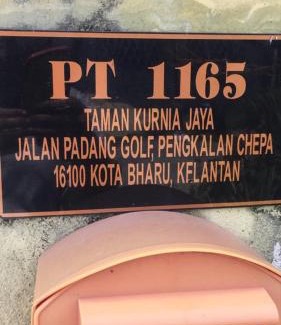 PT 1165
TAMAN KURNIA JAYA
JALAN PADANG GOLF, PENGKALAN CHEPA
16100 KOTA BHARU, KELANTAN